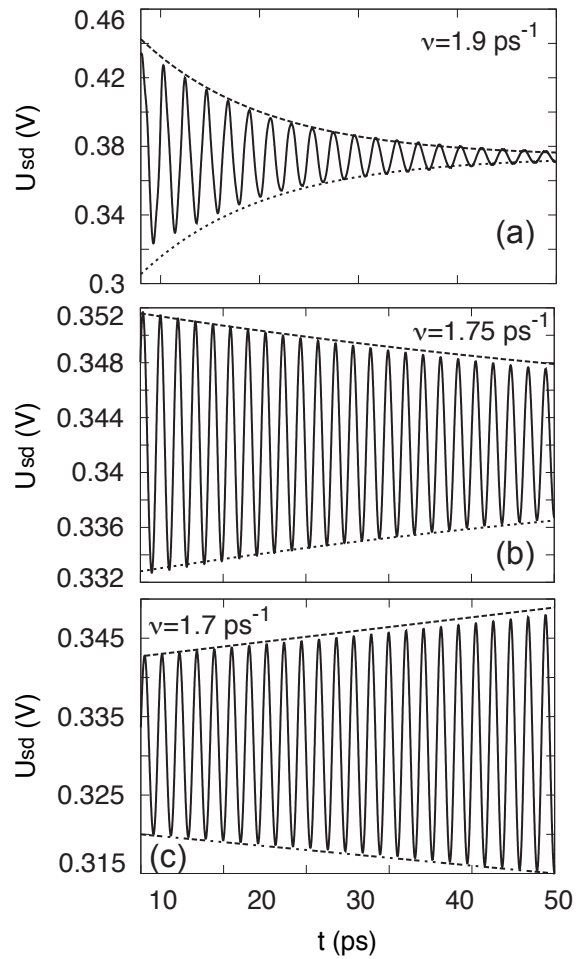 0.46
0.42
0.38
0.34
0.3
Usd (V)
ν=1.9 ps-1
(a)
0.352
0.348
0.344
0.34
0.336
0.332
Usd (V)
ν=1.75 ps-1
(b)
0.345
0.335
0.325
0.315
Usd (V)
ν=1.7 ps-1
(c)
10 20 30 40 50
t (ps)